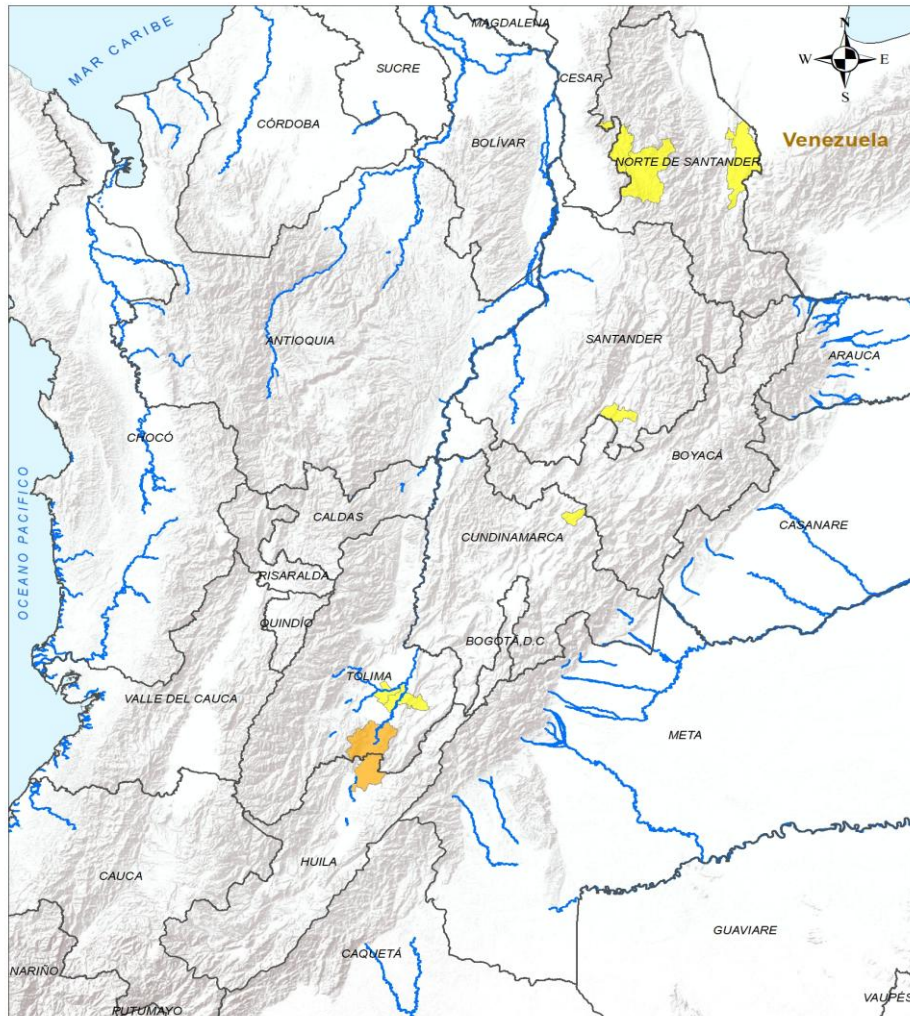 MAGDALENA
MAR CARIBE
N
W
E
S
SUCRE
CESAR
CÓRDOBA
BOLÍVAR
Venezuela
NORTE DE SANTANDER
ANTIOQUIA
SANTANDER
ARAUCA
CHOCÓ
BOYACÁ
OCEANO PACIFICO
CALDAS
CUNDINAMARCA
CASANARE
RISARALDA
QUINDÍO
BOGOTÁ, D.C
TOLIMA
VALLE DEL CAUCA
META
HUILA
CAUCA
GUAVIARE
CAQUETÁ
NARIÑO
VAUPÉS
PUTUMAYO